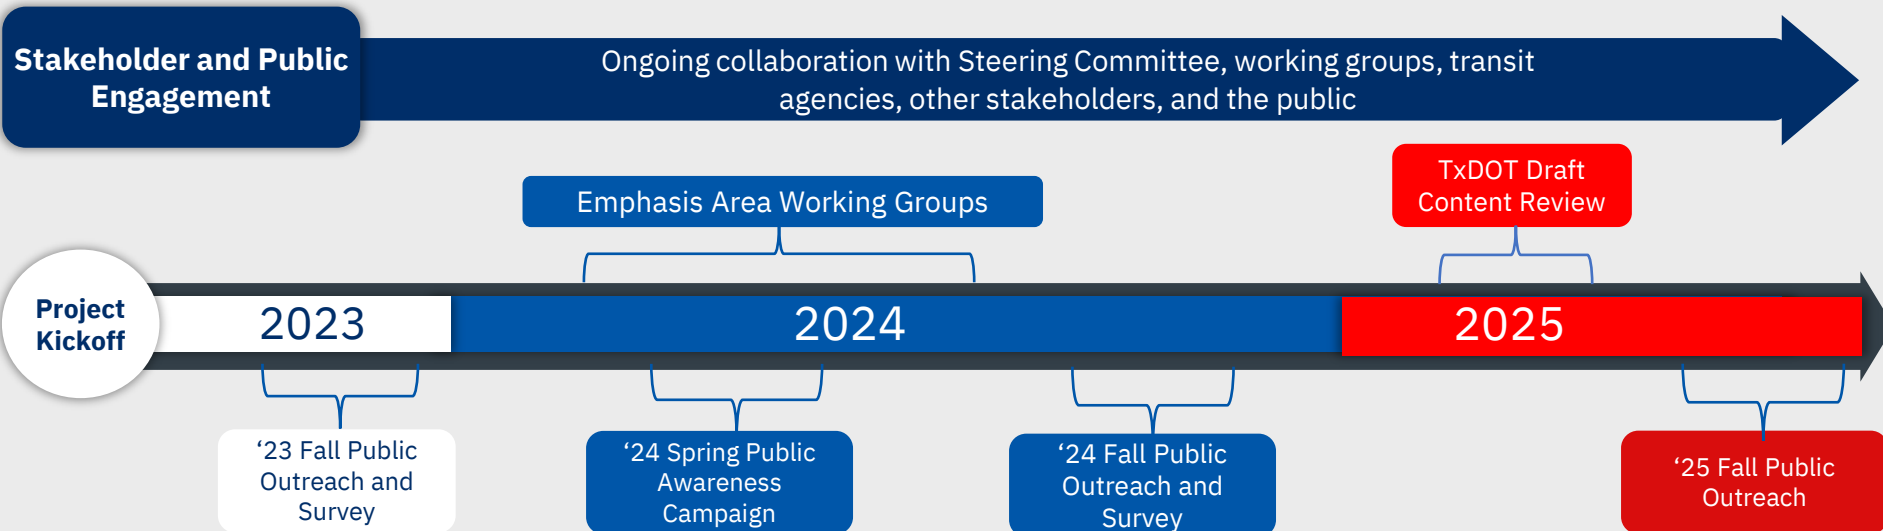 Stakeholder and Public
Engagement
Ongoing collaboration with Steering Committee, working groups, transit
agencies, other stakeholders, and the public
Emphasis Area Working Groups
TxDOT Draft
Content Review
Project
Kickoff
2023
2024
2025
‘23 Fall Public
Outreach and
Survey
‘24 Spring Public
Awareness
Campaign
‘24 Fall Public
Outreach and
Survey
‘25 Fall Public
Outreach